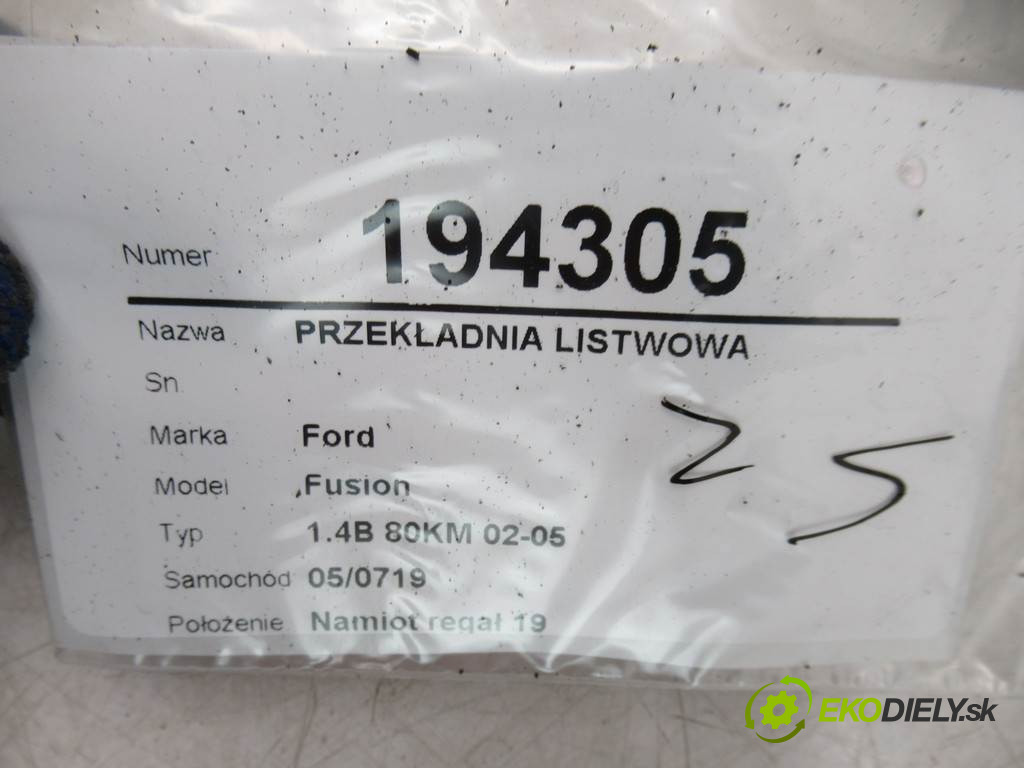 Numer 194305
Nazwa PRZEKŁADNIA LISTWOWA
Sn
Marka Ford
Model Fusion
Typ 1.4B 80KM 02-05
Samochód 05/0719
Położenie Namiot regał 19
25
EKODIELY.sk